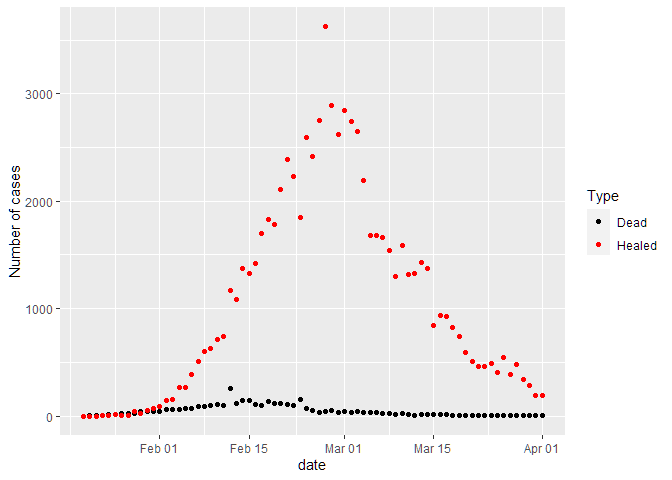 Number of cases
3000
2000
1000
0
Feb 01
Feb 15
Mar 01
Mar 15
Apr 01
date
Type
Dead
Healed